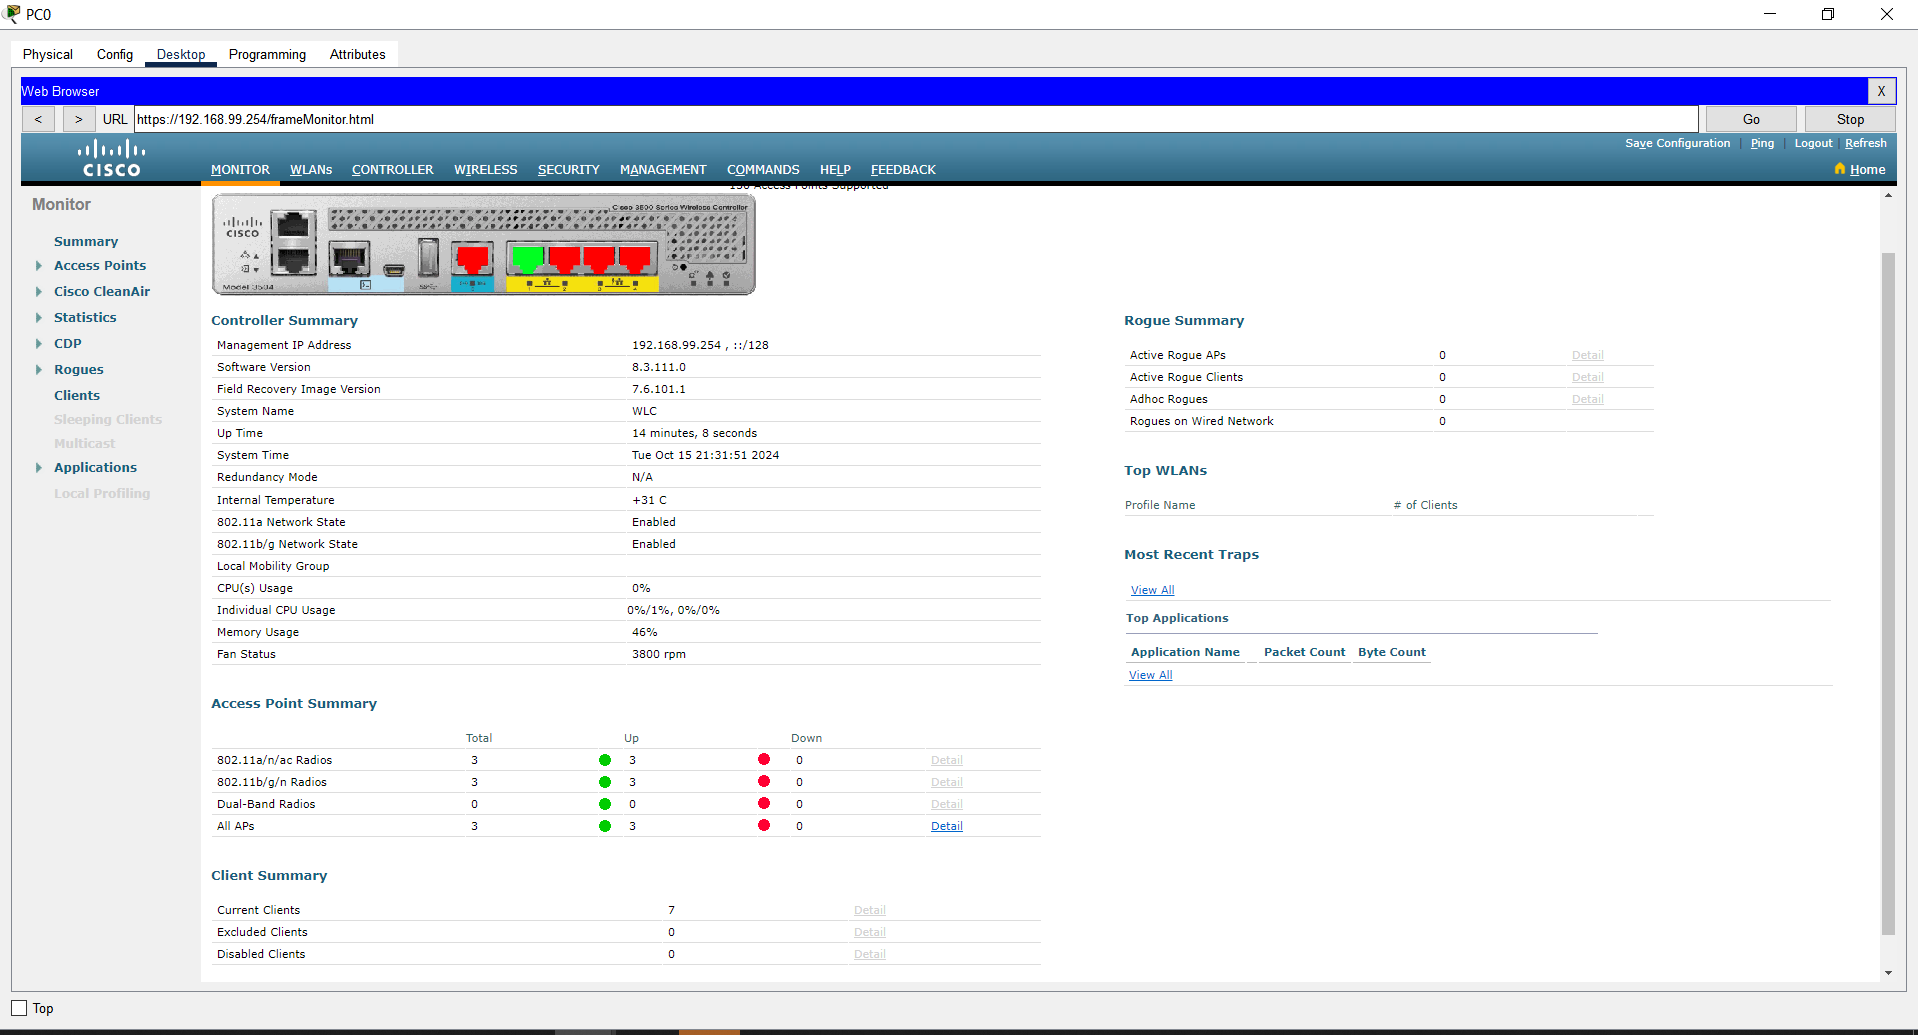 PC0
Physical Config Desktop Programming Attributes
Web Browser X
< > URL https://192.168.99.254/frameMonitor.html Go Stop
Save Configuration | Ping | Logout | Refresh
CISCO
MONITOR WLANs CONTROLLER WIRELESS SECURITY MANAGEMENT COMMANDS HELP FEEDBACK
Home
150 Access Points Supported
Monitor
Summary
Access Points
Cisco CleanAir
Statistics
CDP
Rogues
Clients
Sleeping Clients
Multicast
Applications
Local Profiling
Cisco 3500 Series Wireless Controller
CISCO
Model 3504
Controller Summary
Management IP Address 192.168.99.254 , ::/128
Software Version 8.3.111.0
Field Recovery Image Version 7.6.101.1
System Name WLC
Up Time 14 minutes, 8 seconds
System Time Tue Oct 15 21:31:51 2024
Redundancy Mode N/A
Internal Temperature +31 C
802.11a Network State Enabled
802.11b/g Network State Enabled
Local Mobility Group
CPU(s) Usage 0%
Individual CPU Usage 0%/1%, 0%/0%
Memory Usage 46%
Fan Status 3800 rpm
Access Point Summary
Total Up Down
802.11a/n/ac Radios 3 3 0 Detail
802.11b/g/n Radios 3 3 0 Detail
Dual-Band Radios 0 0 0 Detail
All APs 3 3 0 Detail
Client Summary
Current Clients 7 Detail
Excluded Clients 0 Detail
Disabled Clients 0 Detail
Rogue Summary
Active Rogue APs 0 Detail
Active Rogue Clients 0 Detail
Adhoc Rogues 0 Detail
Rogues on Wired Network 0
Top WLANs
Profile Name # of Clients
Most Recent Traps
View All
Top Applications
Application Name Packet Count Byte Count
View All
Top